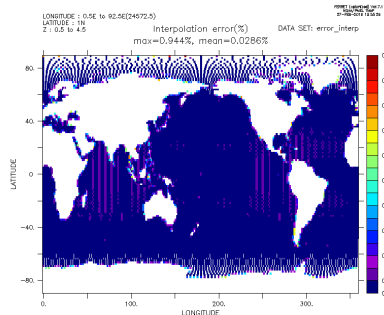 LONGITUDE : 0.5E to 92.5E(24572.5)
LATITUDE : 1N
Z : 0.5 to 4.5
Interpolation error(%)
DATA SET: error_interp
max=0.944%, mean=0.0286%
80.
40.
0
-40.
-80.
LATITUDE
0.
100.
200.
300.
LONGITUDE